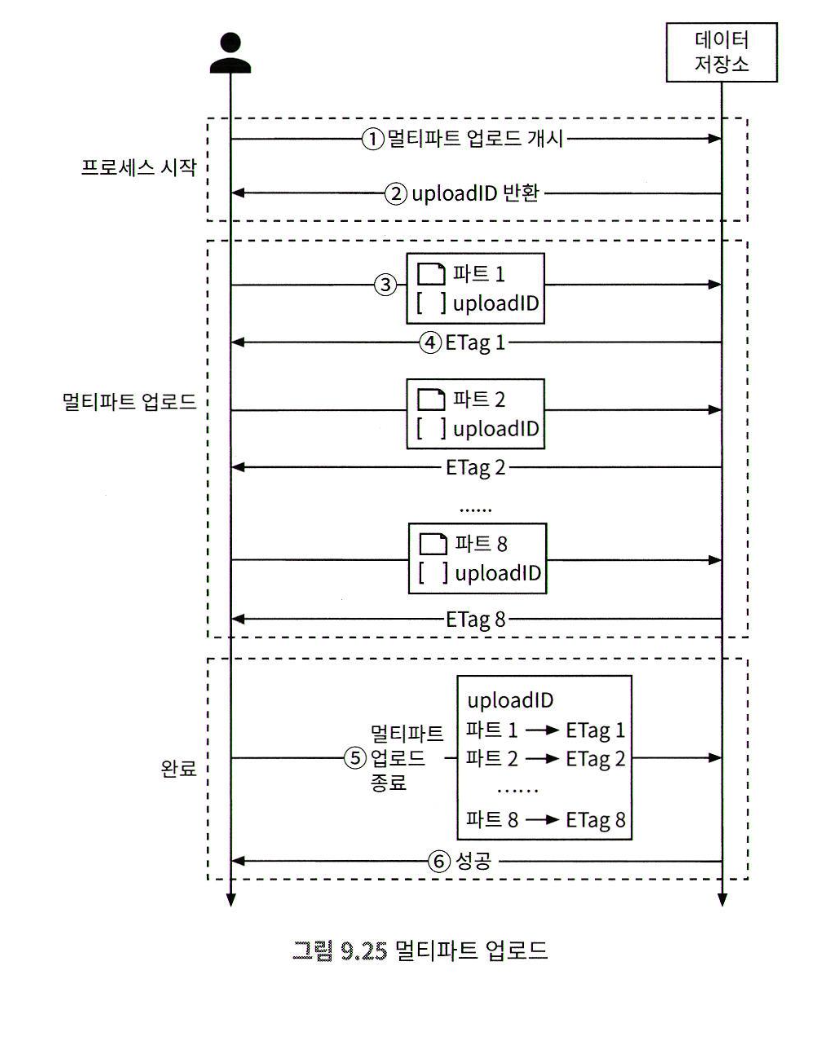 데이터
저장소
프로세스 시작
① 멀티파트 업로드 개시
② uploadID 반환
멀티파트 업로드
③
파트 1
[ ] uploadID
④ ETag 1
파트 2
[ ] uploadID
ETag 2
……
파트 8
[ ] uploadID
ETag 8
완료
⑤ 멀티파트
업로드
종료
uploadID
파트 1 → ETag 1
파트 2 → ETag 2
……
파트 8 → ETag 8
⑥ 성공
그림 9.25 멀티파트 업로드